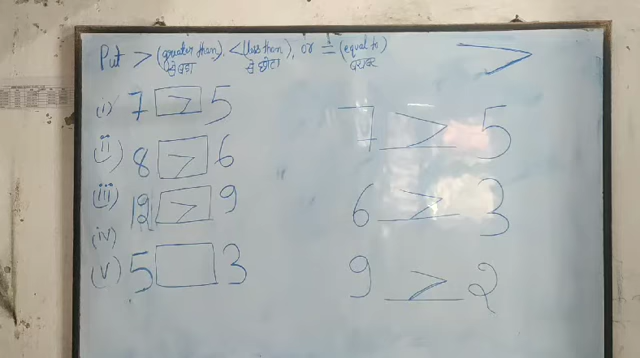 Put > (greater than), < (less than), or = (equal to)
से बड़ा से छोटा बराबर
>
(i) 7 > 5
7 > 5
(ii) 8 > 6
(iii) 12 > 9
6 > 3
(iv)
(v) 5 3
9 > 2